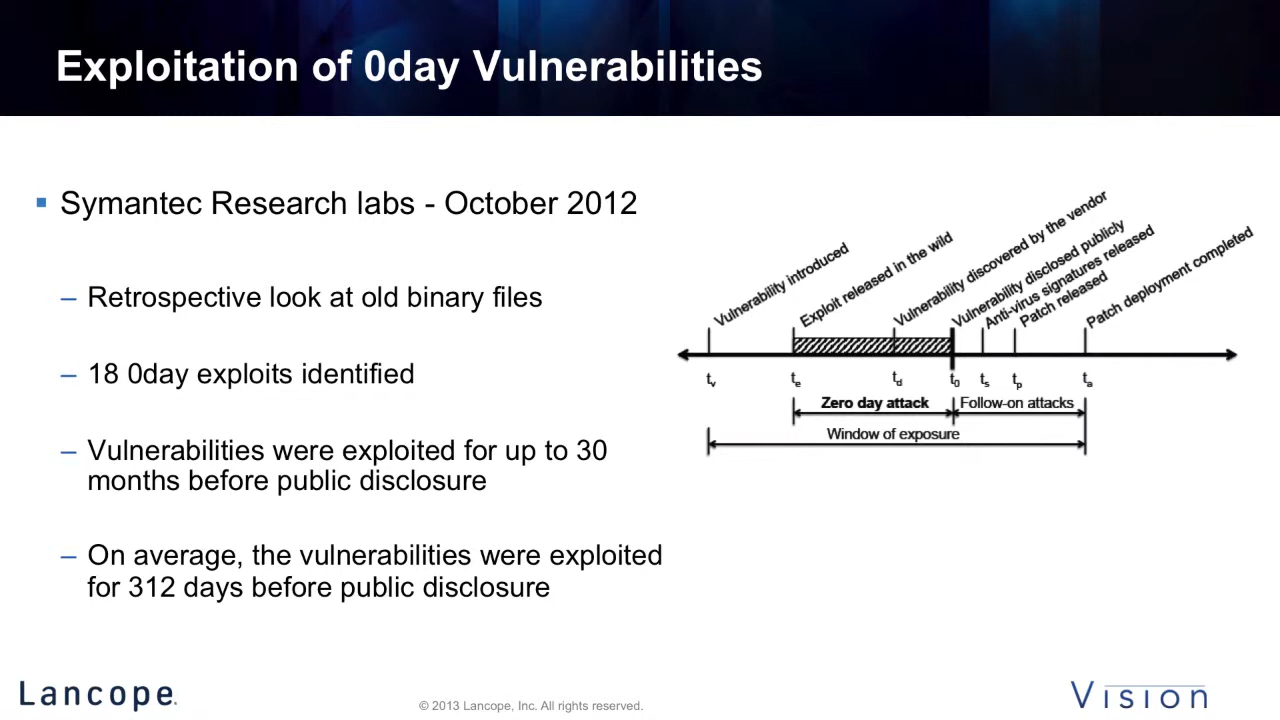 Exploitation of 0day Vulnerabilities
Symantec Research labs - October 2012
– Retrospective look at old binary files
– 18 0day exploits identified
– Vulnerabilities were exploited for up to 30
months before public disclosure
– On average, the vulnerabilities were exploited
for 312 days before public disclosure
Vulnerability introduced
Exploit released in the wild
Vulnerability discovered by the vendor
Vulnerability disclosed publicly
Anti-virus signatures released
Patch released
Patch deployment completed
tv te td t0 ts tp ta
Zero day attack Follow-on attacks
Window of exposure
Lancope
© 2013 Lancope, Inc. All rights reserved.
Vision